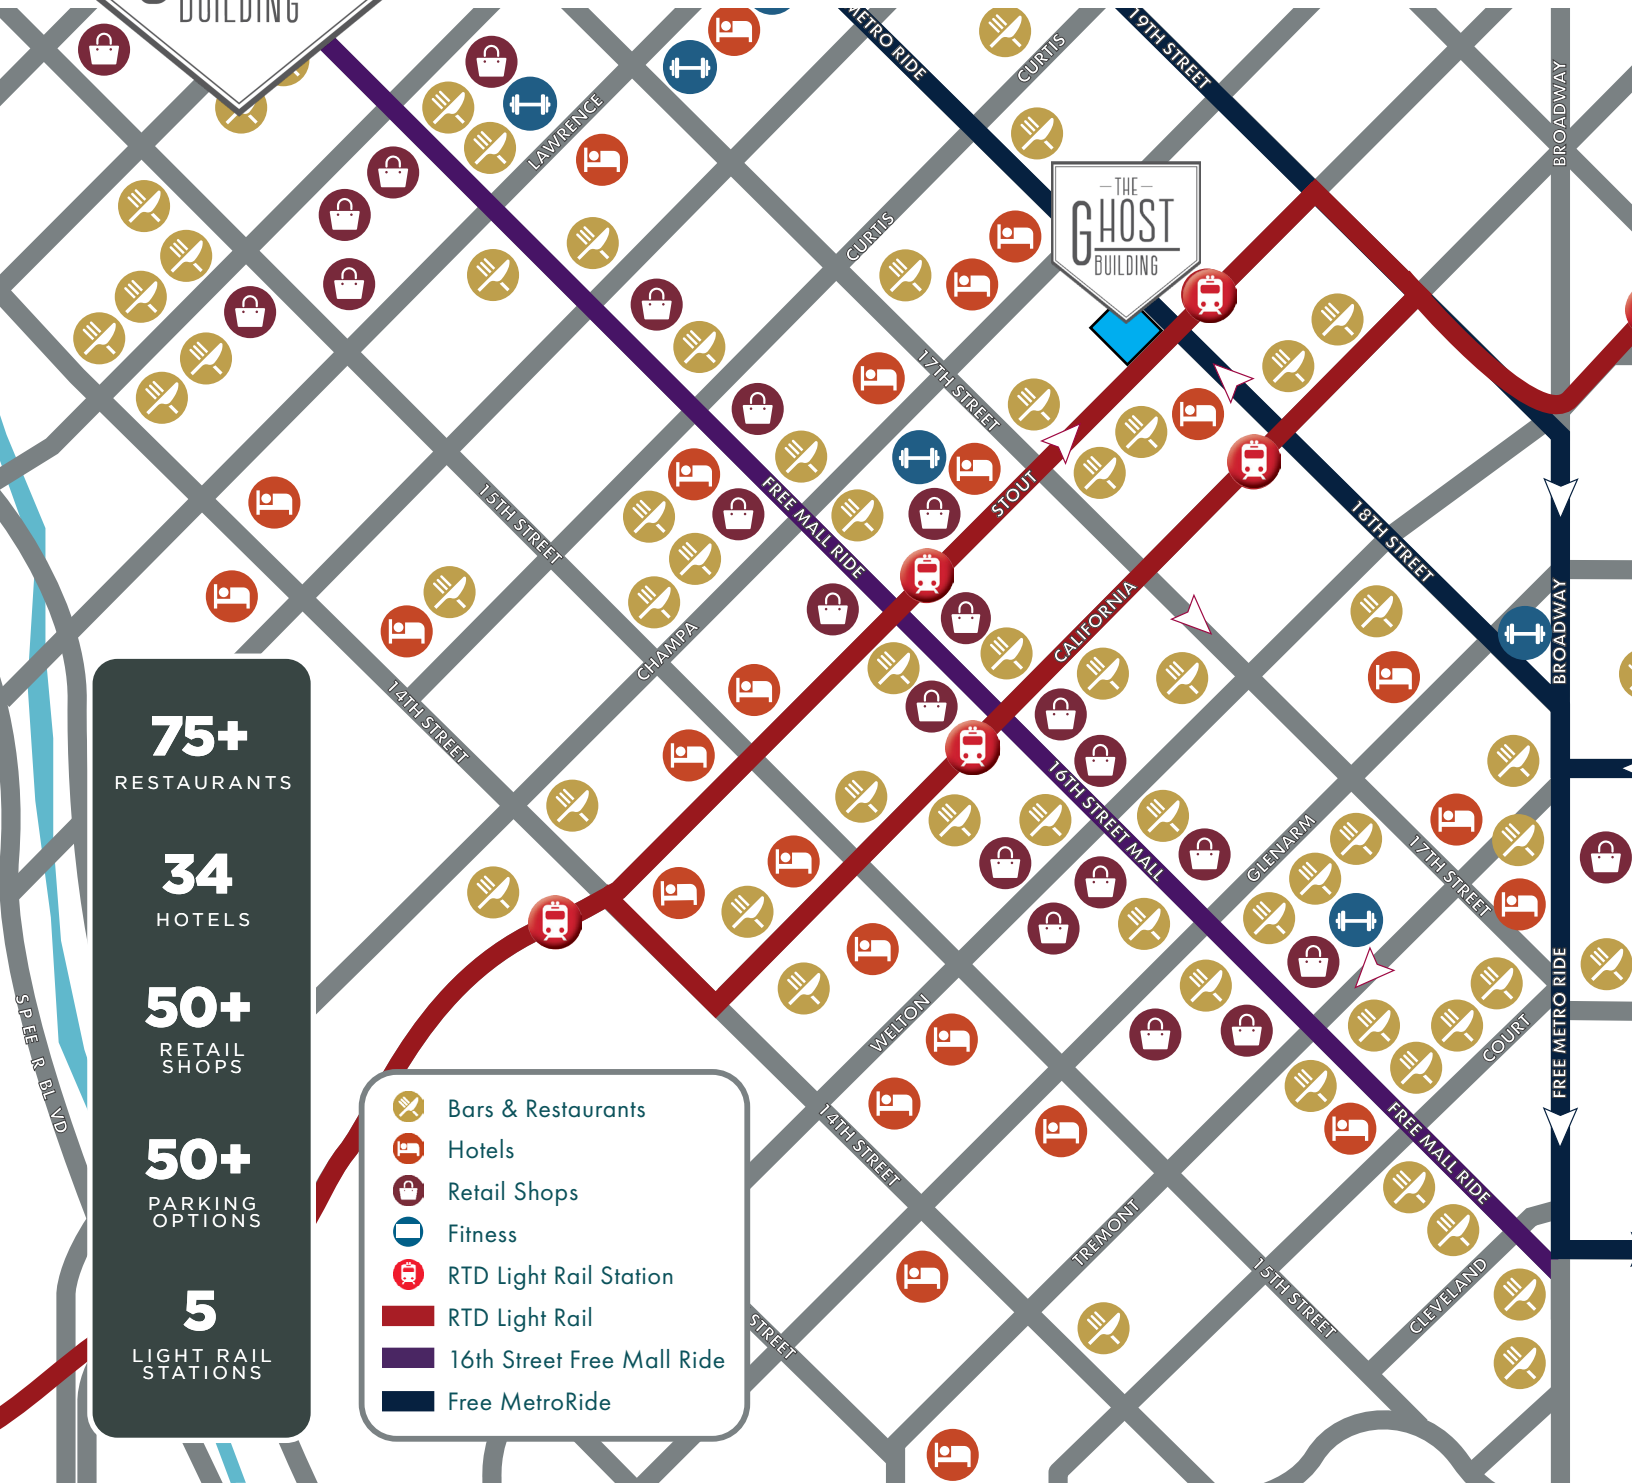 BUILDING
METRO RIDE
19TH STREET
CURTIS
BROADWAY
LAWRENCE
THE
GHOST
BUILDING
CURTIS
17TH STREET
15TH STREET
FREE MALL RIDE
STOUT
18TH STREET
CALIFORNIA
BROADWAY
CHAMPA
14TH STREET
16TH STREET MALL
GLENARM
17TH STREET
75+
RESTAURANTS
34
HOTELS
50+
RETAIL
SHOPS
50+
PARKING
OPTIONS
5
LIGHT RAIL
STATIONS
SPEER BLVD
WELTON
COURT
FREE METRO RIDE
14TH STREET
FREE MALL RIDE
TREMONT
15TH STREET
CLEVELAND
STREET
Bars & Restaurants
Hotels
Retail Shops
Fitness
RTD Light Rail Station
RTD Light Rail
16th Street Free Mall Ride
Free MetroRide